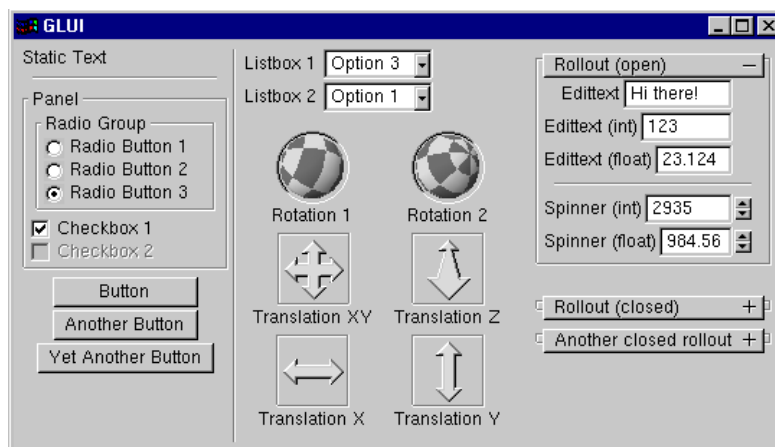 GLUI
Static Text
Panel
Radio Group
Radio Button 1
Radio Button 2
Radio Button 3
Checkbox 1
Checkbox 2
Button
Another Button
Yet Another Button
Listbox 1 Option 3
Listbox 2 Option 1
Rotation 1 Rotation 2
Translation XY Translation Z
Translation X Translation Y
Rollout (open)
Edittext Hi there!
Edittext (int) 123
Edittext (float) 23.124
Spinner (int) 2935
Spinner (float) 984.56
Rollout (closed)
Another closed rollout